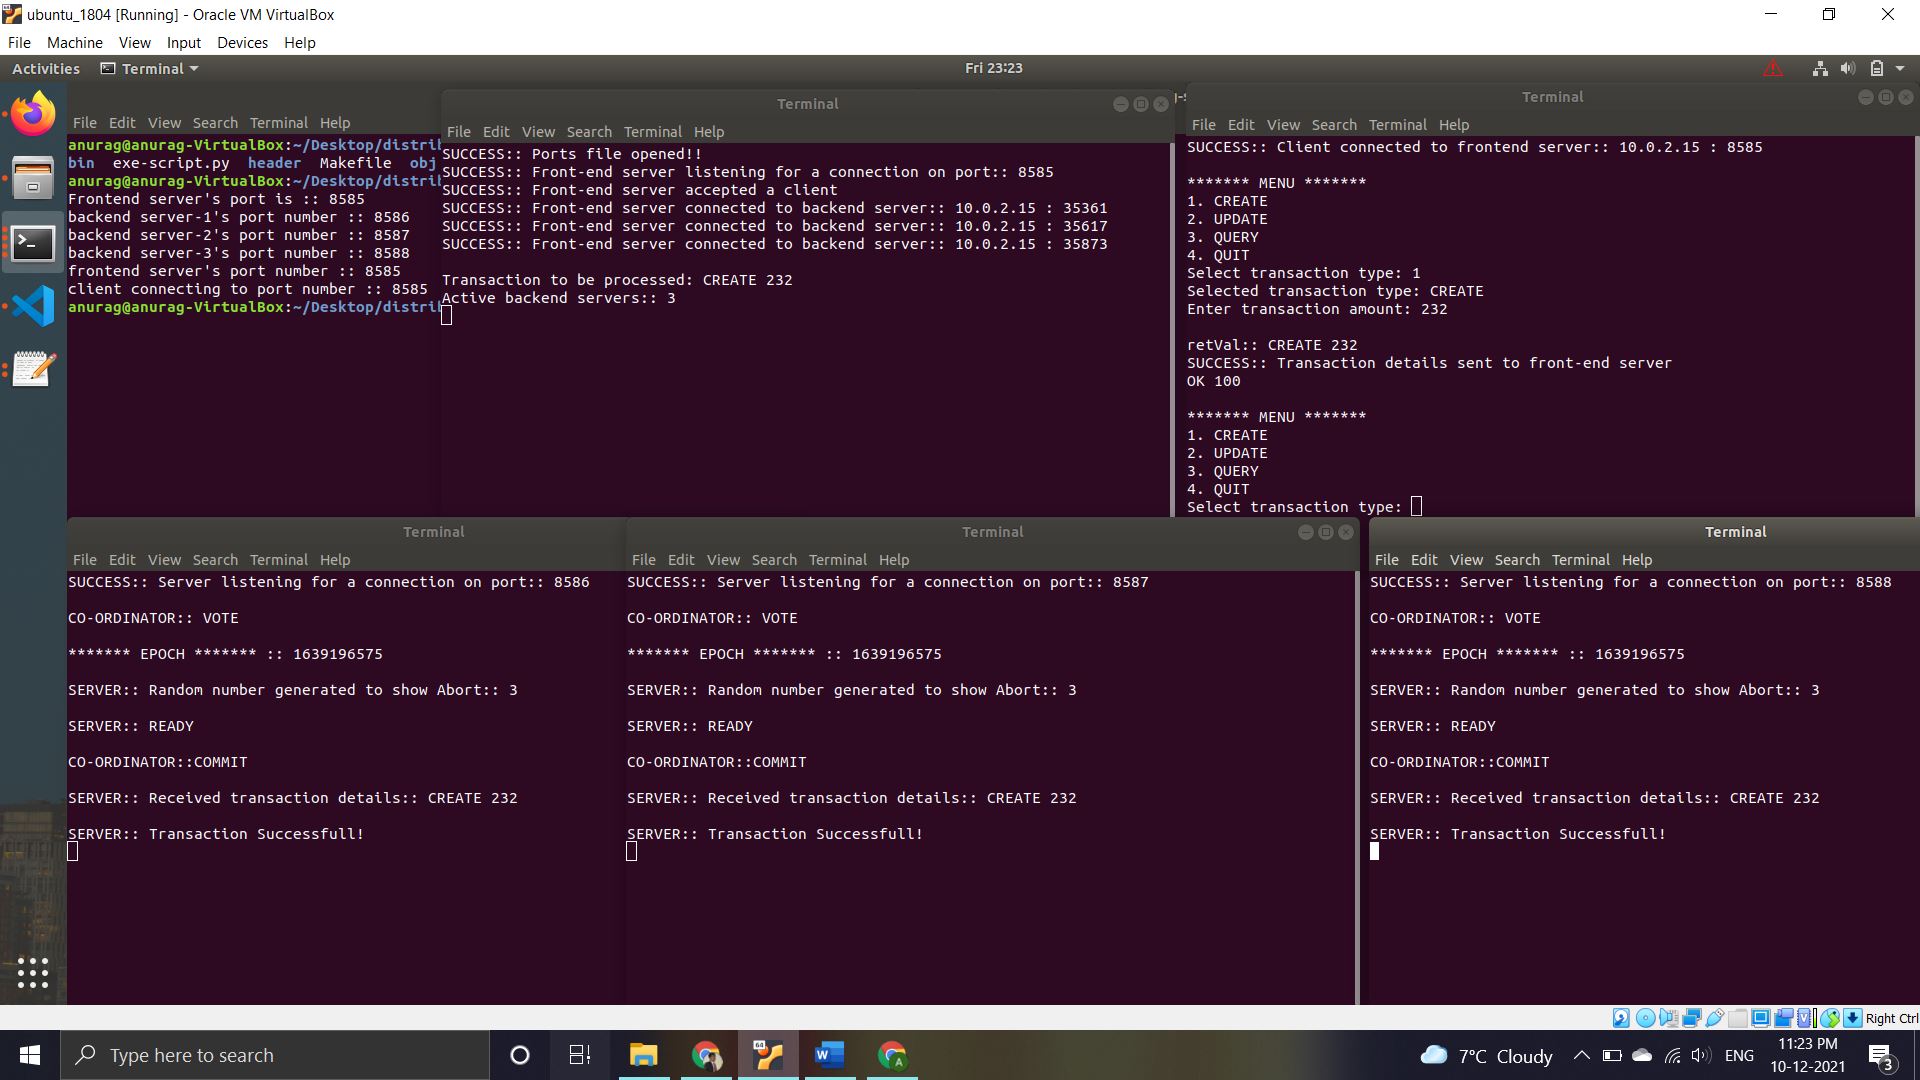 ubuntu_1804 [Running] - Oracle VM VirtualBox
File Machine View Input Devices Help
Activities Terminal Fri 23:23
File Edit View Search Terminal Help
anurag@anurag-VirtualBox:~/Desktop/distrib
bin exe-script.py header Makefile obj
anurag@anurag-VirtualBox:~/Desktop/distrib
Frontend server's port is :: 8585
backend server-1's port number :: 8586
backend server-2's port number :: 8587
backend server-3's port number :: 8588
frontend server's port number :: 8585
client connecting to port number :: 8585
anurag@anurag-VirtualBox:~/Desktop/distrib
Terminal
File Edit View Search Terminal Help
SUCCESS:: Ports file opened!!
SUCCESS:: Front-end server listening for a connection on port:: 8585
SUCCESS:: Front-end server accepted a client
SUCCESS:: Front-end server connected to backend server:: 10.0.2.15 : 35361
SUCCESS:: Front-end server connected to backend server:: 10.0.2.15 : 35617
SUCCESS:: Front-end server connected to backend server:: 10.0.2.15 : 35873
Transaction to be processed: CREATE 232
Active backend servers:: 3
Terminal
File Edit View Search Terminal Help
SUCCESS:: Client connected to frontend server:: 10.0.2.15 : 8585
******* MENU *******
1. CREATE
2. UPDATE
3. QUERY
4. QUIT
Select transaction type: 1
Selected transaction type: CREATE
Enter transaction amount: 232
retVal:: CREATE 232
SUCCESS:: Transaction details sent to front-end server
OK 100
******* MENU *******
1. CREATE
2. UPDATE
3. QUERY
4. QUIT
Select transaction type:
Terminal
File Edit View Search Terminal Help
SUCCESS:: Server listening for a connection on port:: 8586
CO-ORDINATOR:: VOTE
******* EPOCH ******* :: 1639196575
SERVER:: Random number generated to show Abort:: 3
SERVER:: READY
CO-ORDINATOR::COMMIT
SERVER:: Received transaction details:: CREATE 232
SERVER:: Transaction Successfull!
Terminal
File Edit View Search Terminal Help
SUCCESS:: Server listening for a connection on port:: 8587
CO-ORDINATOR:: VOTE
******* EPOCH ******* :: 1639196575
SERVER:: Random number generated to show Abort:: 3
SERVER:: READY
CO-ORDINATOR::COMMIT
SERVER:: Received transaction details:: CREATE 232
SERVER:: Transaction Successfull!
Terminal
File Edit View Search Terminal Help
SUCCESS:: Server listening for a connection on port:: 8588
CO-ORDINATOR:: VOTE
******* EPOCH ******* :: 1639196575
SERVER:: Random number generated to show Abort:: 3
SERVER:: READY
CO-ORDINATOR::COMMIT
SERVER:: Received transaction details:: CREATE 232
SERVER:: Transaction Successfull!
Right Ctrl
Type here to search
7°C Cloudy
ENG
11:23 PM
10-12-2021
3